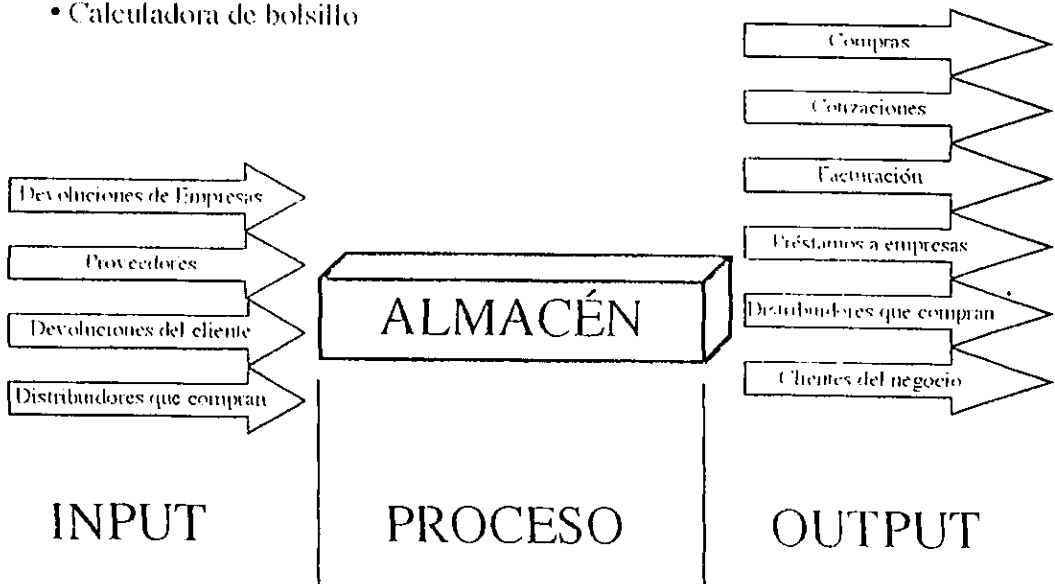 • Calculadora de bolsillo
Compras
Cotizaciones
Facturación
Préstamos a empresas
Distribuidores que compran
Clientes del negocio
Devoluciones de Empresas
Proveedores
Devoluciones del cliente
Distribuidores que compran
ALMACÉN
INPUT
PROCESO
OUTPUT